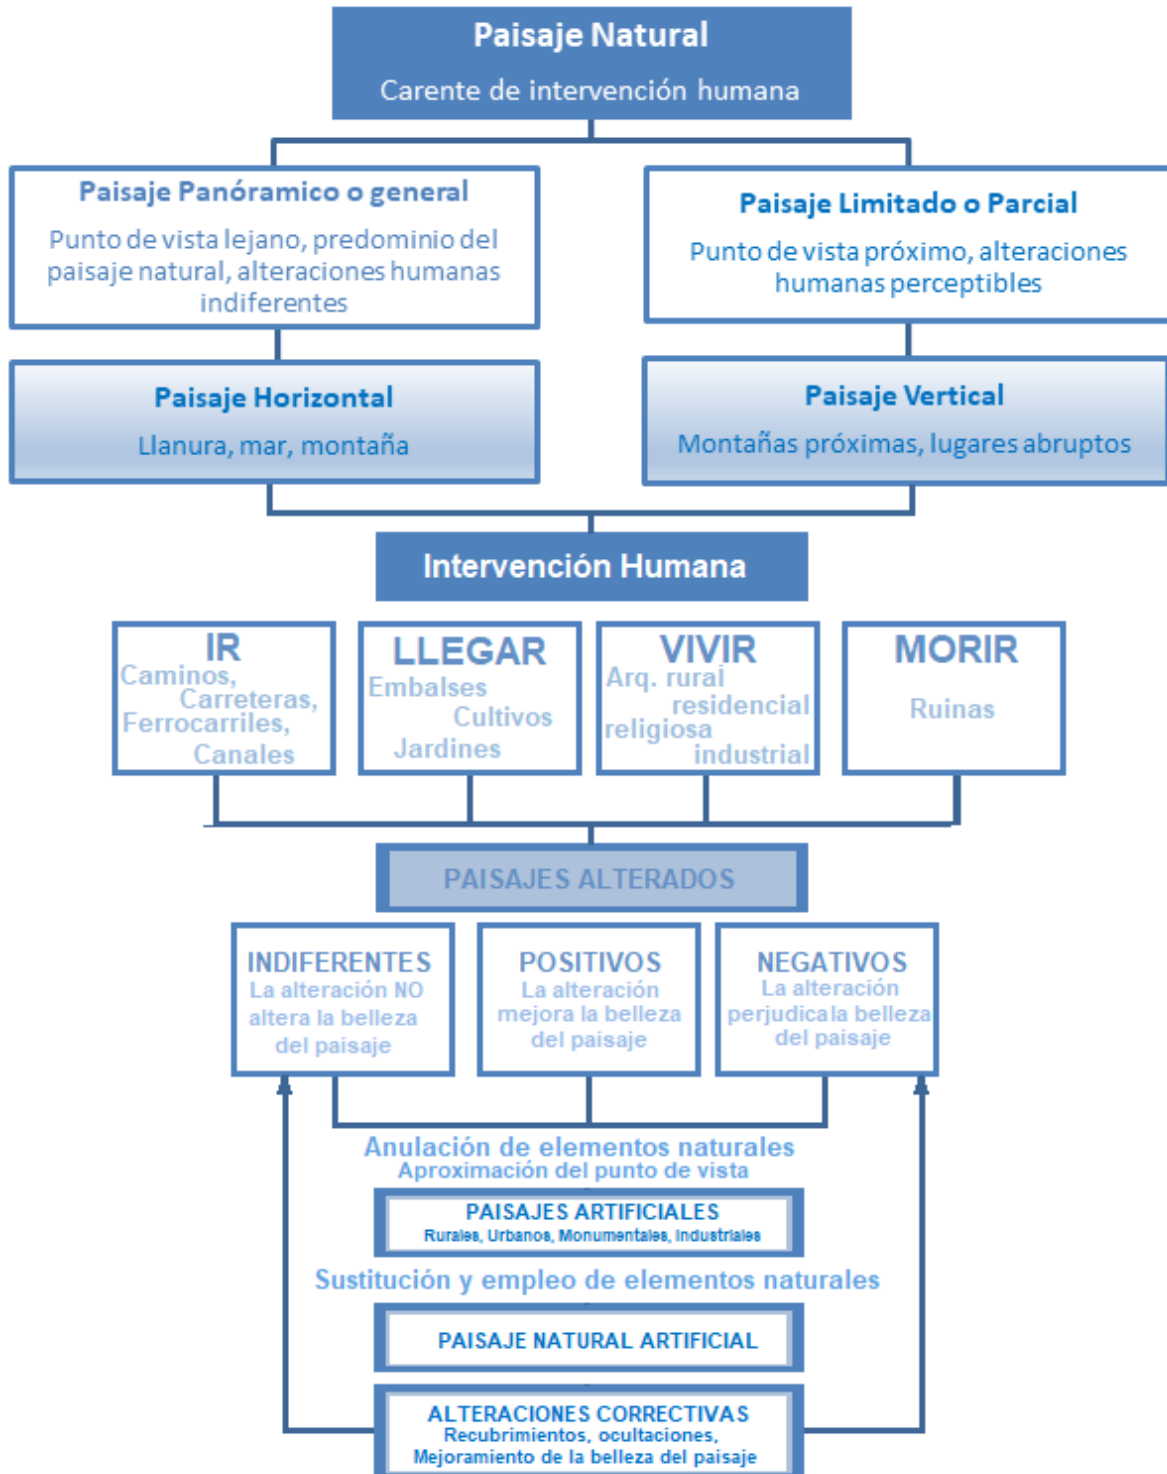 Paisaje Natural
Carente de intervención humana
Paisaje Panóramico o general
Punto de vista lejano, predominio del
paisaje natural, alteraciones humanas
indiferentes
Paisaje Limitado o Parcial
Punto de vista próximo, alteraciones
humanas perceptibles
Paisaje Horizontal
Llanura, mar, montaña
Paisaje Vertical
Montañas próximas, lugares abruptos
Intervención Humana
IR
Caminos,
Carreteras,
Ferrocarriles,
Canales
LLEGAR
Embalses
Cultivos
Jardines
VIVIR
Arq. rural
residencial
religiosa
industrial
MORIR
Ruinas
PAISAJES ALTERADOS
INDIFERENTES
La alteración NO
altera la belleza
del paisaje
POSITIVOS
La alteración
mejora la belleza
del paisaje
NEGATIVOS
La alteración
perjudica la belleza
del paisaje
Anulación de elementos naturales
Aproximación del punto de vista
PAISAJES ARTIFICIALES
Rurales, Urbanos, Monumentales, Industriales
Sustitución y empleo de elementos naturales
PAISAJE NATURAL ARTIFICIAL
ALTERACIONES CORRECTIVAS
Recubrimientos, ocultaciones,
Mejoramiento de la belleza del paisaje